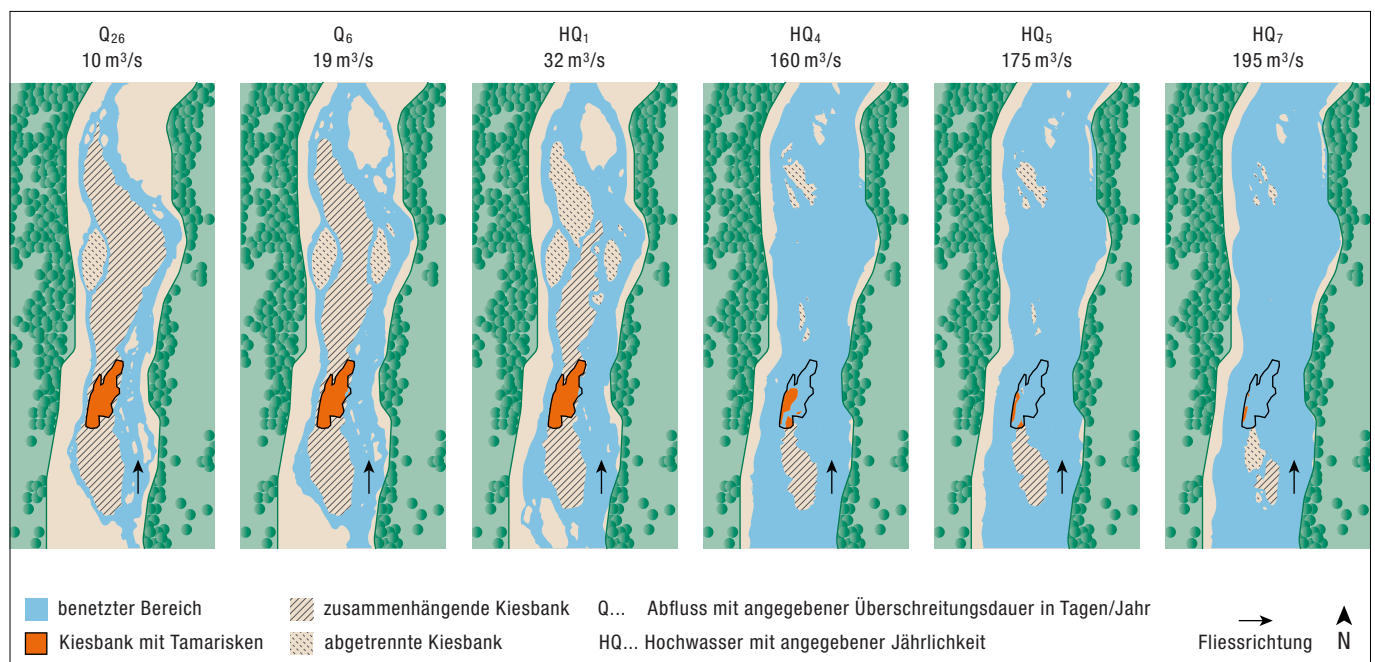 Q₂₆
10 m³/s
Q₆
19 m³/s
HQ₁
32 m³/s
HQ₄
160 m³/s
HQ₅
175 m³/s
HQ₇
195 m³/s
benetzter Bereich
Kiesbank mit Tamarisken
zusammenhängende Kiesbank
abgetrennte Kiesbank
Q... Abfluss mit angegebener Überschreitungsdauer in Tagen/Jahr
HQ... Hochwasser mit angegebener Jährlichkeit
Fliessrichtung
N